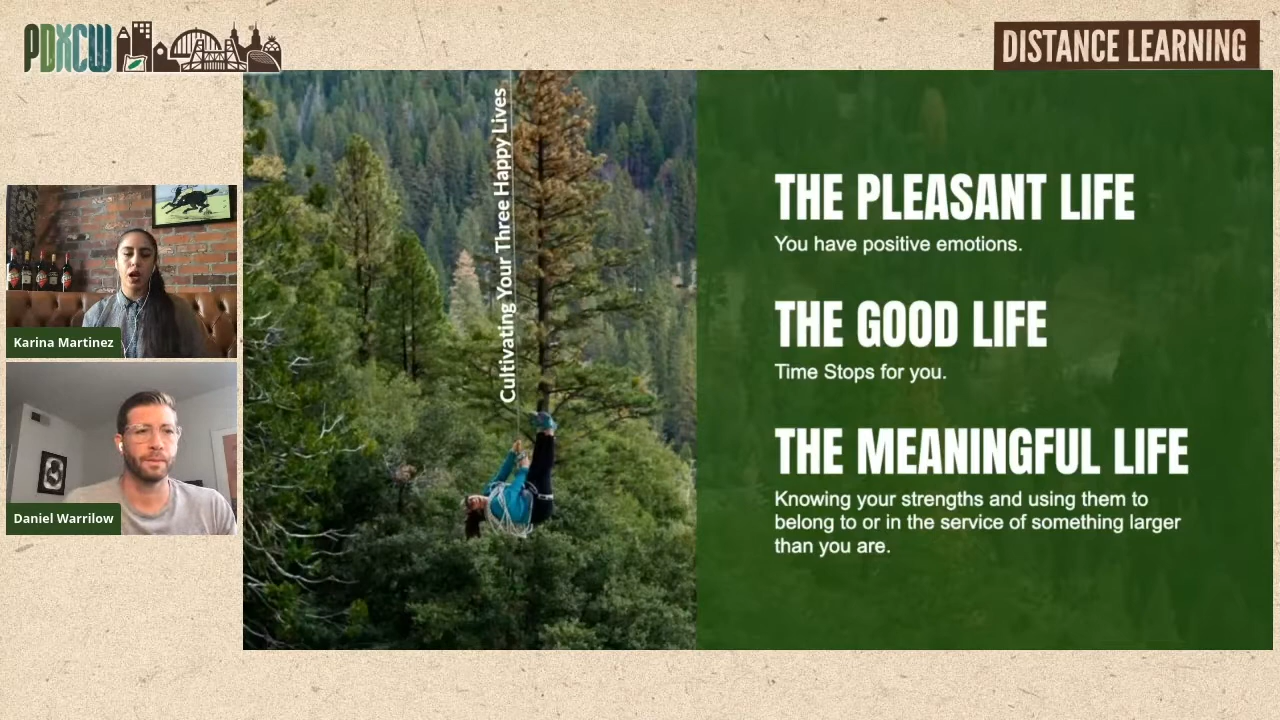 PDXCW
DISTANCE LEARNING
Karina Martinez
Daniel Warrilow
Cultivating Your Three Happy Lives
THE PLEASANT LIFE
You have positive emotions.
THE GOOD LIFE
Time Stops for you.
THE MEANINGFUL LIFE
Knowing your strengths and using them to
belong to or in the service of something larger
than you are.